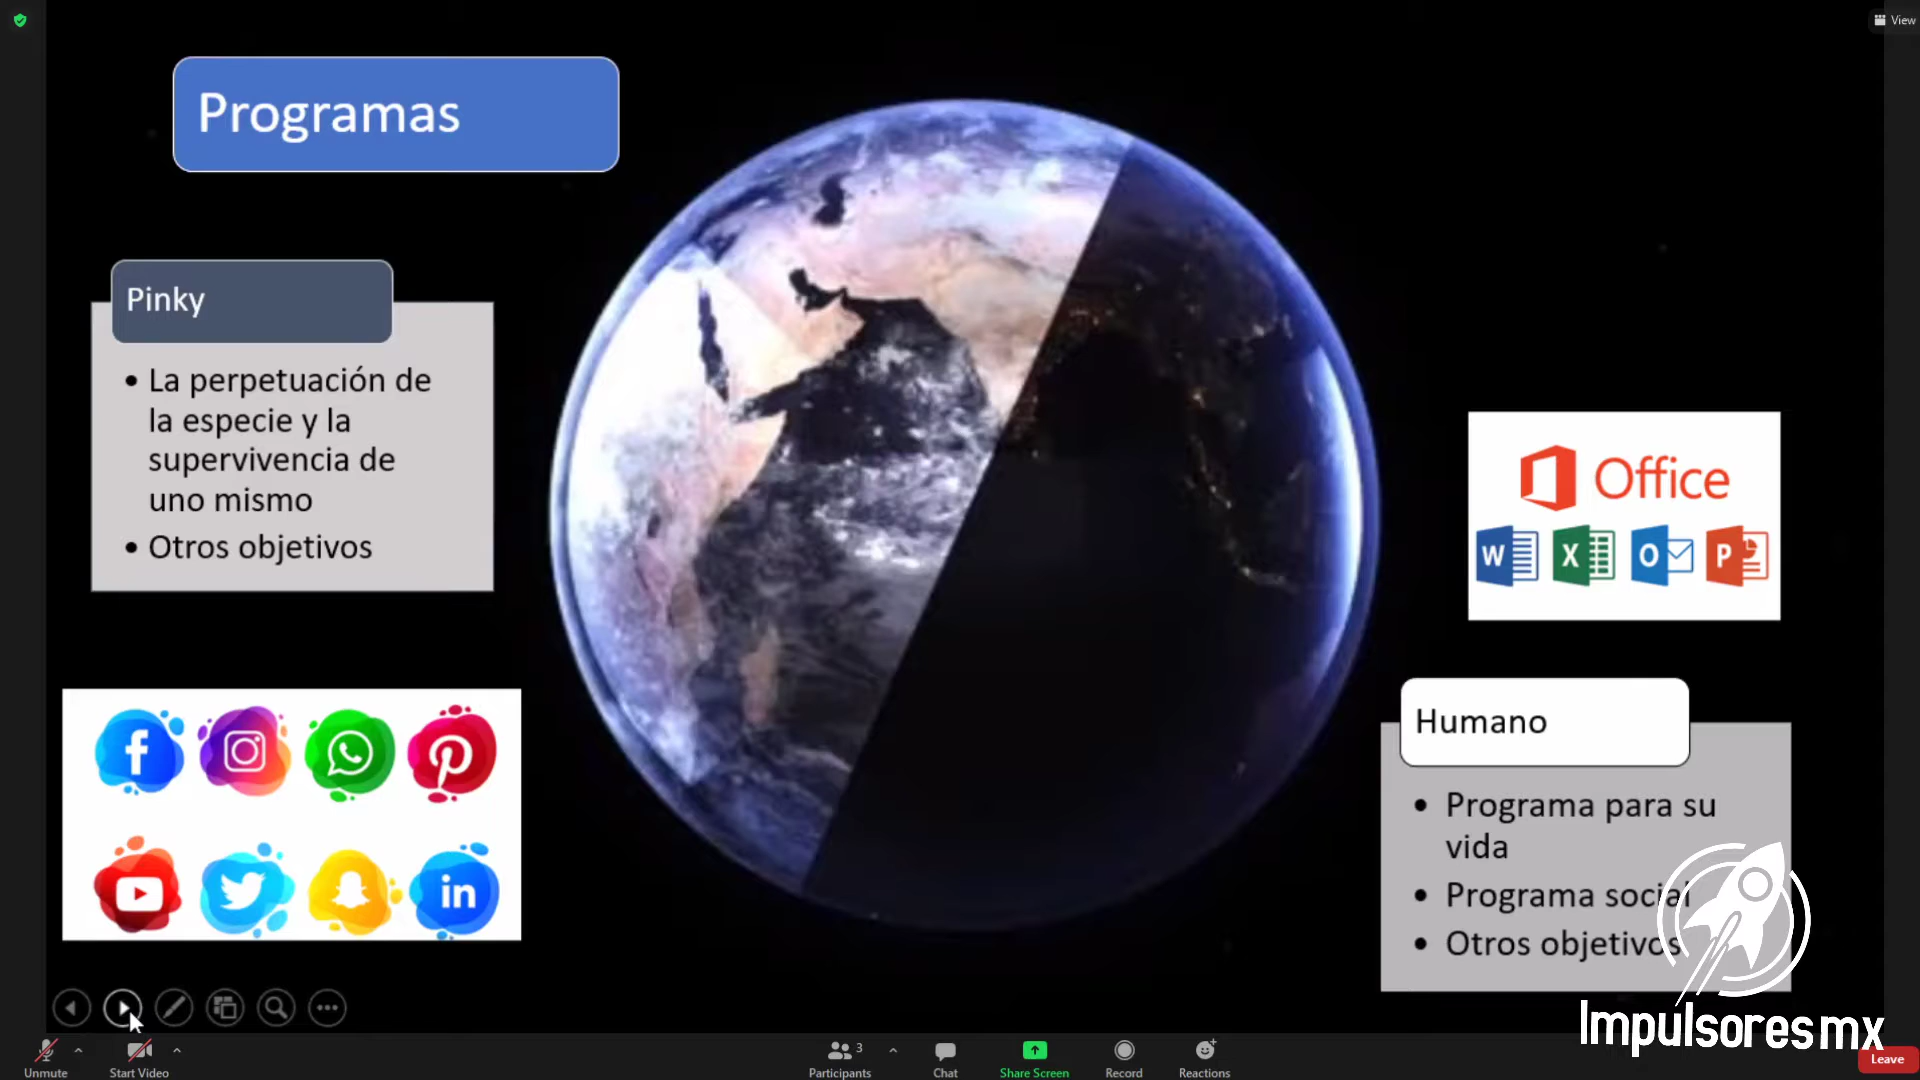 View
Programas
Pinky
• La perpetuación de
la especie y la
supervivencia de
uno mismo
• Otros objetivos
Office
W X O P
Humano
• Programa para su
vida
• Programa social
• Otros objetivos
in
Impulsoresmx
Unmute
Start Video
Participants 3
Chat
Share Screen
Record
Reactions
Leave